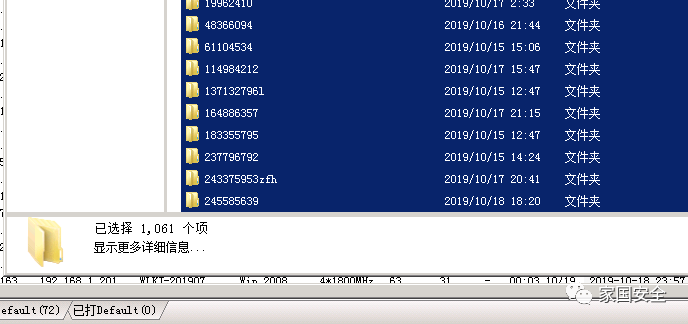 19962410 2019/10/17 2:33 文件夹
48366094 2019/10/16 21:44 文件夹
61104534 2019/10/15 15:06 文件夹
114984212 2019/10/17 15:47 文件夹
137132796l 2019/10/15 12:47 文件夹
164886357 2019/10/17 21:15 文件夹
183355795 2019/10/15 12:47 文件夹
237796792 2019/10/15 14:24 文件夹
243375953zfh 2019/10/17 20:41 文件夹
245585639 2019/10/18 18:20 文件夹
已选择 1,061 个项
显示更多详细信息...
163 192.168.1.201 WLKT-201907 Win 2008 4*1800MHz 63 31 - 00:03 10/19 2019-10-18 23:57
家国安全
efault(72) 已打Default(0)